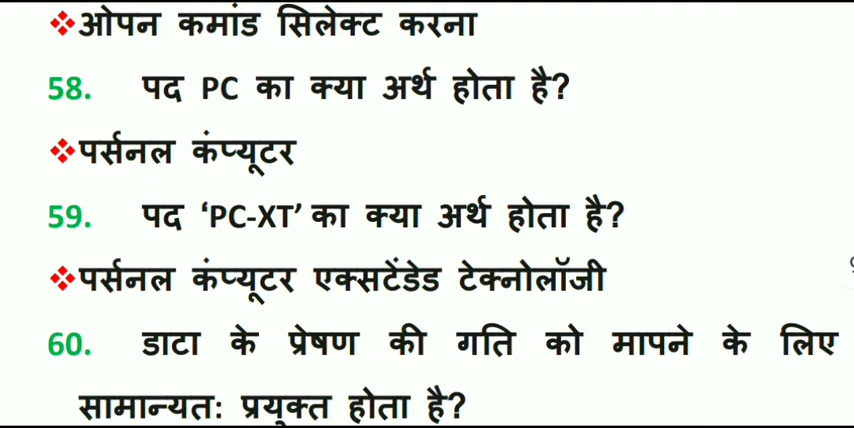 ❖ओपन कमांड सिलेक्ट करना
58. पद PC का क्या अर्थ होता है?
❖पर्सनल कंप्यूटर
59. पद ‘PC-XT’ का क्या अर्थ होता है?
❖पर्सनल कंप्यूटर एक्सटेंडेड टेक्नोलॉजी
60. डाटा के प्रेषण की गति को मापने के लिए
सामान्यत: प्रयुक्त होता है?